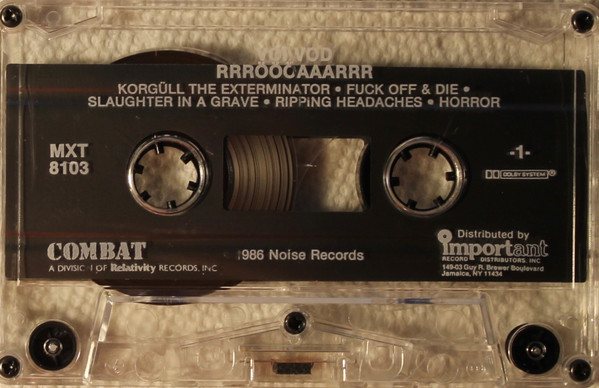 VOIVOD
RRRÖÖÖAAARRR
KORGÜLL THE EXTERMINATOR • FUCK OFF & DIE •
SLAUGHTER IN A GRAVE • RIPPING HEADACHES • HORROR
MXT
8103
-1-
DOLBY SYSTEM®
COMBAT
A DIVISION OF Relativity RECORDS, INC
1986 Noise Records
Distributed by
important
RECORD DISTRIBUTORS, INC
149-03 Guy R. Brewer Boulevard
Jamaica, NY 11434